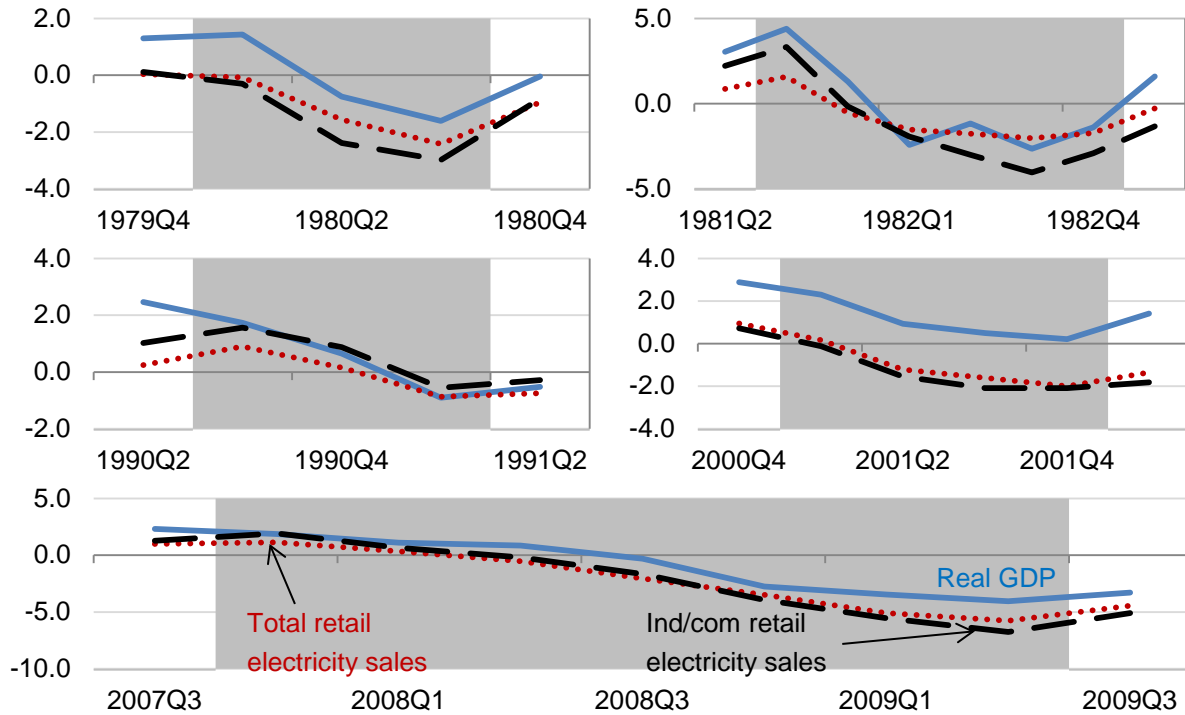 2.0
0.0
-2.0
-4.0
1979Q4 1980Q2 1980Q4
5.0
0.0
-5.0
1981Q2 1982Q1 1982Q4
4.0
2.0
0.0
-2.0
1990Q2 1990Q4 1991Q2
4.0
2.0
0.0
-2.0
-4.0
2000Q4 2001Q2 2001Q4
5.0
0.0
-5.0
-10.0
Real GDP
Total retail
electricity sales
Ind/com retail
electricity sales
2007Q3 2008Q1 2008Q3 2009Q1 2009Q3